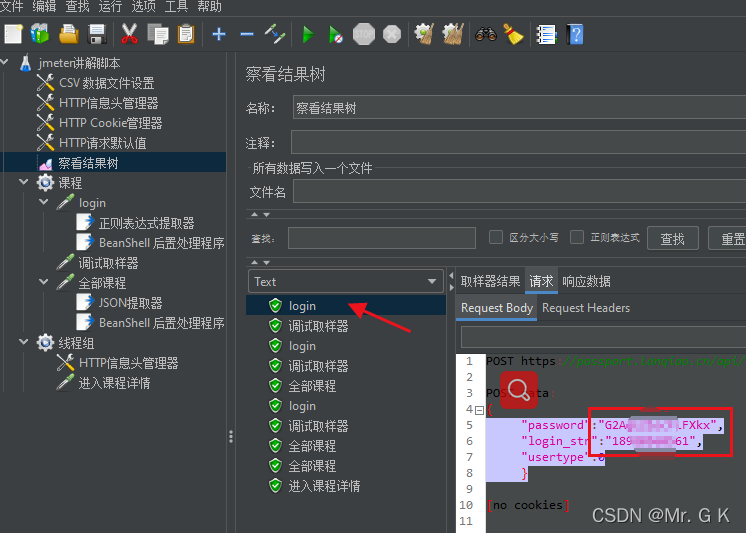 文件 编辑 查找 运行 选项 工具 帮助
jmeter讲解脚本
CSV 数据文件设置
HTTP信息头管理器
HTTP Cookie管理器
HTTP请求默认值
察看结果树
课程
login
正则表达式提取器
BeanShell 后置处理程序
调试取样器
全部课程
JSON提取器
BeanShell 后置处理程序
线程组
HTTP信息头管理器
进入课程详情
察看结果树
名称： 察看结果树
注释：
所有数据写入一个文件
文件名
查找: 区分大小写 正则表达式 查找 重置
Text
login
调试取样器
login
调试取样器
全部课程
login
调试取样器
全部课程
全部课程
进入课程详情
取样器结果 请求 响应数据
Request Body Request Headers
1 POST https
2
3
4 {
5 "password":"G2A LFXkx",
6 "login_str":"189 61",
7 "usertype":0
8 }
9
10 [no cookies]
11
CSDN @Mr. G K